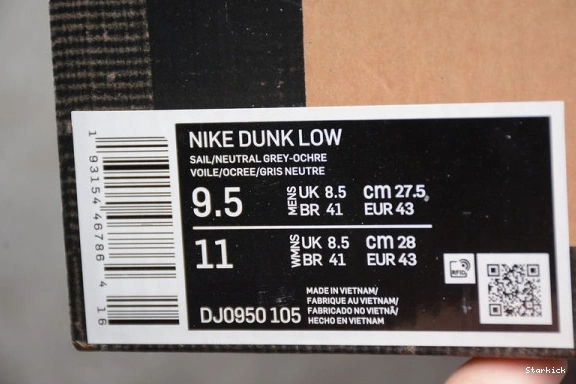 NIKE DUNK LOW
SAIL/NEUTRAL GREY-OCHRE
VOILE/OCREE/GRIS NEUTRE
9.5 MENS UK 8.5 CM 27.5
BR 41 EUR 43
11 WMNS UK 8.5 CM 28
BR 41 EUR 43
DJ0950 105
MADE IN VIETNAM/
FABRIQUE AU VIETNAM/
FABRICADO NO VIETNÃ/
HECHO EN VIETNAM
RFID
1 93154 46786 4 16
Starkick